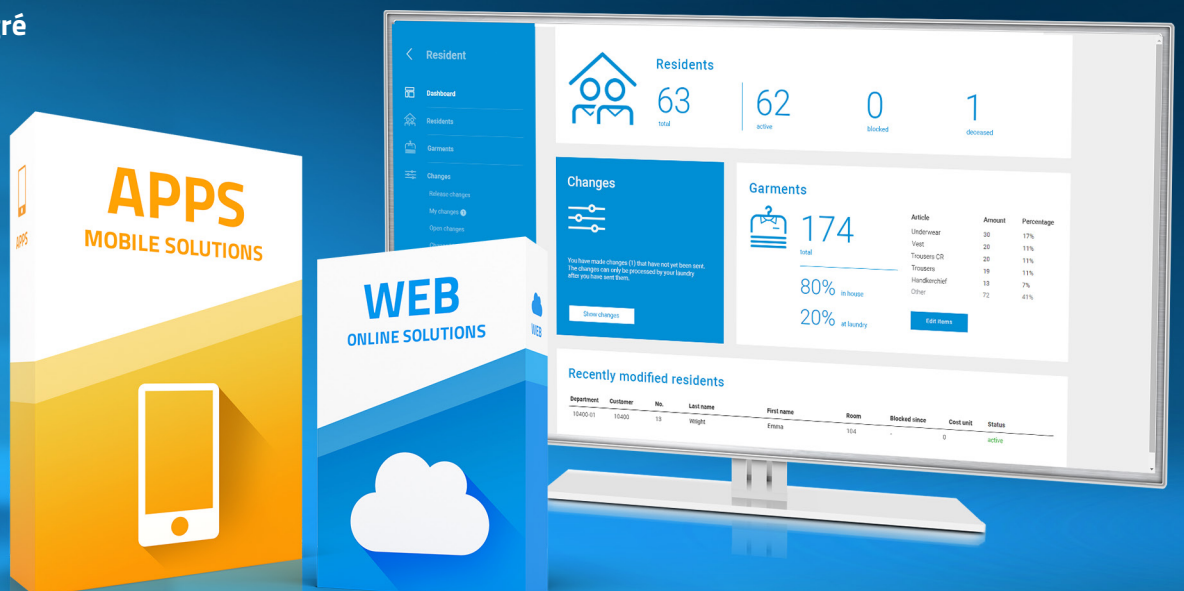 ré
APPS
MOBILE SOLUTIONS
APPS
WEB
ONLINE SOLUTIONS
WEB
Resident
Dashboard
Residents
Garments
Changes
Release changes
My changes
Open changes
Residents
63
total
62
active
0
blocked
1
deceased
Changes
You have made changes (1) that have not yet been sent.
The changes can only be processed by your laundry
after you have sent them.
Show changes
Garments
174
total
80% in house
20% at laundry
Article Amount Percentage
Underwear 30 17%
Vest 20 11%
Trousers CR 20 11%
Trousers 19 11%
Handkerchief 13 7%
Other 72 41%
Edit items
Recently modified residents
Department Customer No. Last name First name Room Blocked since Cost unit Status
10400-01 10400 13 Wright Emma 104 - 0 active